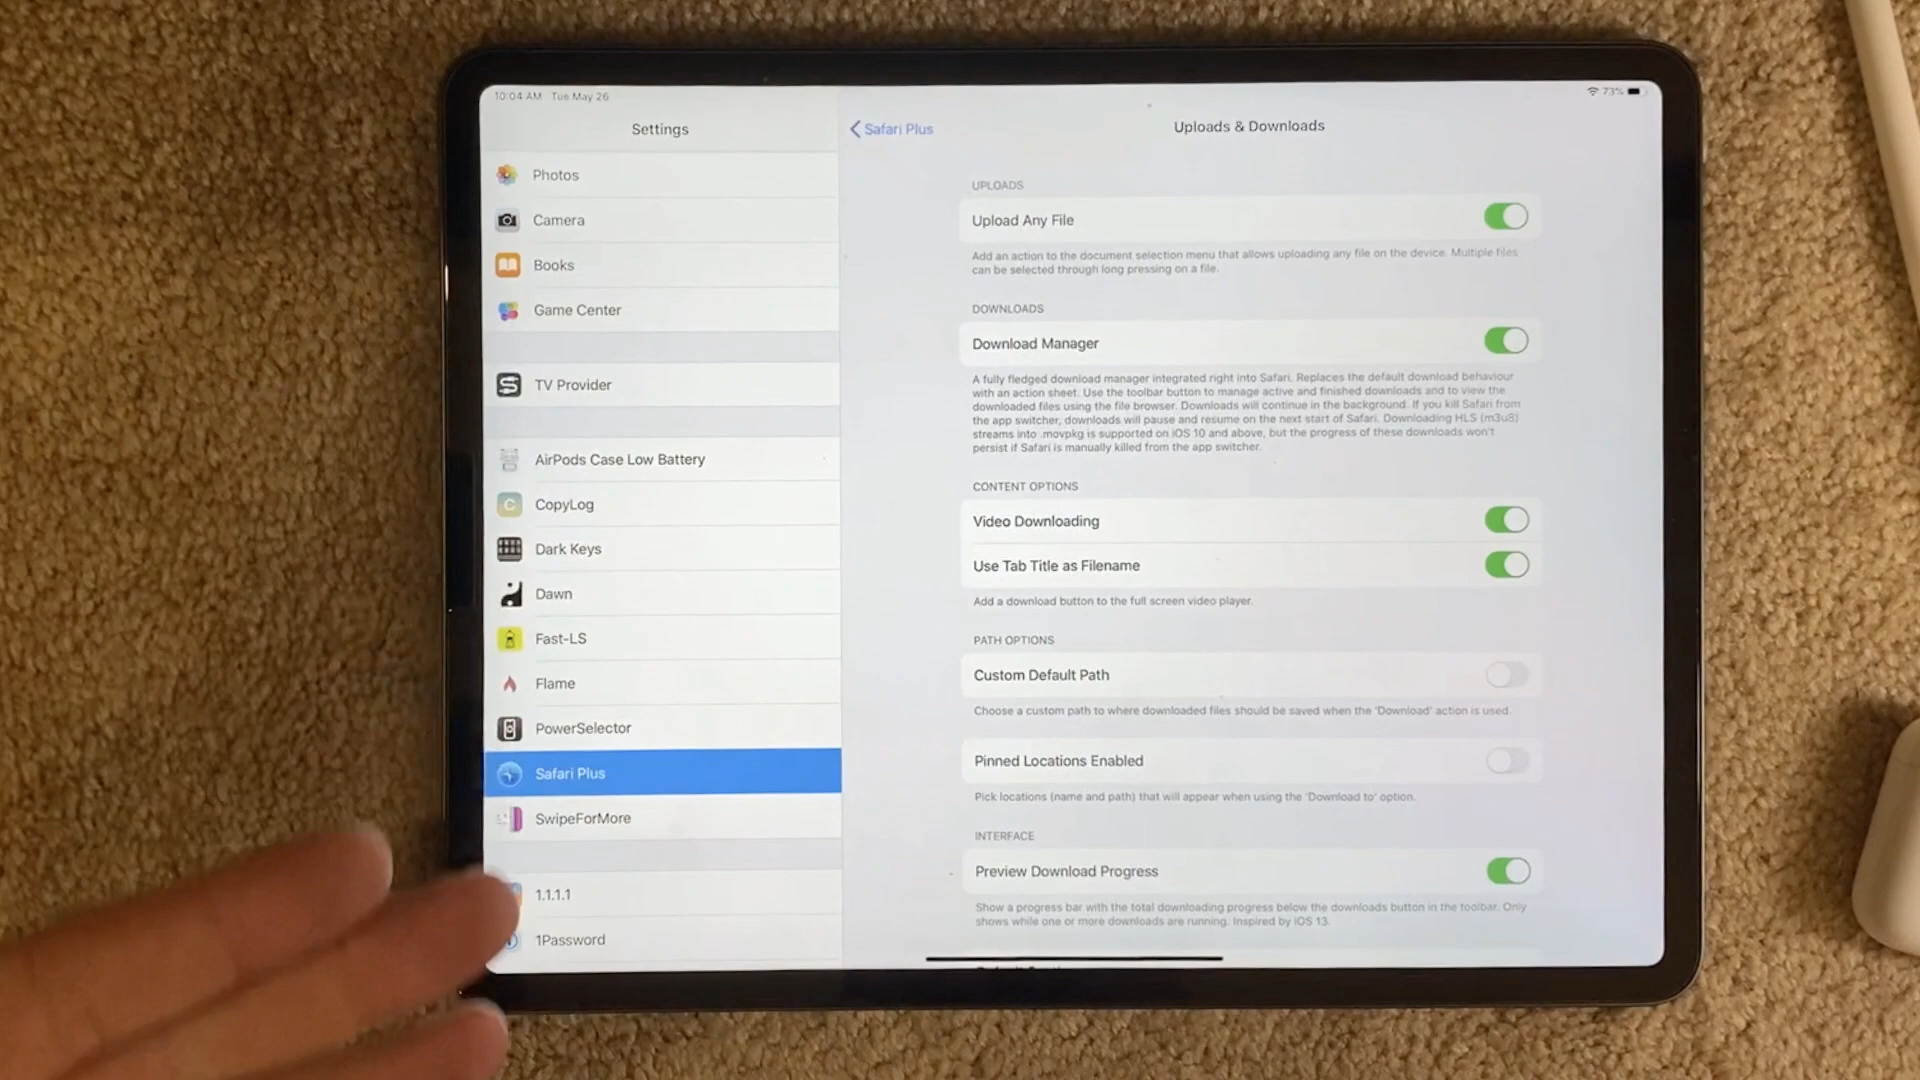 10:04 AM Tue May 26
73%
Settings
Photos
Camera
Books
Game Center
TV Provider
AirPods Case Low Battery
CopyLog
Dark Keys
Dawn
Fast-LS
Flame
PowerSelector
Safari Plus
SwipeForMore
1.1.1.1
1Password
Safari Plus
Uploads & Downloads
UPLOADS
Upload Any File
Add an action to the document selection menu that allows uploading any file on the device. Multiple files
can be selected through long pressing on a file.
DOWNLOADS
Download Manager
A fully fledged download manager integrated right into Safari. Replaces the default download behaviour
with an action sheet. Use the toolbar button to manage active and finished downloads and to view the
downloaded files using the file browser. Downloads will continue in the background. If you kill Safari from
the app switcher, downloads will pause and resume on the next start of Safari. Downloading HLS (m3u8)
streams into .movpkg is supported on iOS 10 and above, but the progress of these downloads won't
persist if Safari is manually killed from the app switcher.
CONTENT OPTIONS
Video Downloading
Use Tab Title as Filename
Add a download button to the full screen video player.
PATH OPTIONS
Custom Default Path
Choose a custom path to where downloaded files should be saved when the 'Download' action is used.
Pinned Locations Enabled
Pick locations (name and path) that will appear when using the 'Download to' option.
INTERFACE
Preview Download Progress
Show a progress bar with the total downloading progress below the downloads button in the toolbar. Only
shows while one or more downloads are running. Inspired by iOS 13.